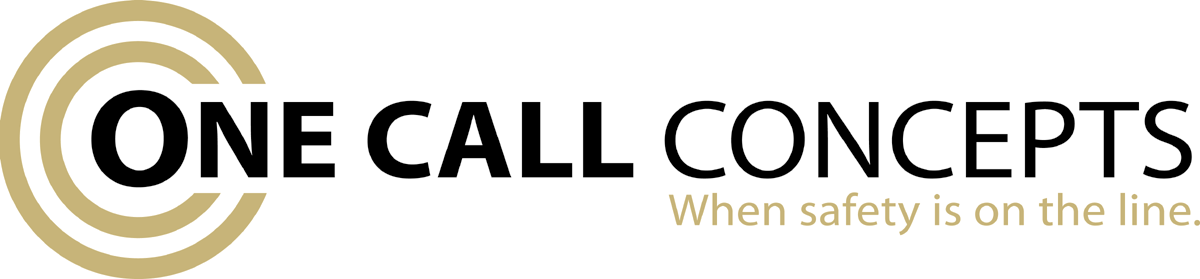 ONE CALL CONCEPTS
When safety is on the line.